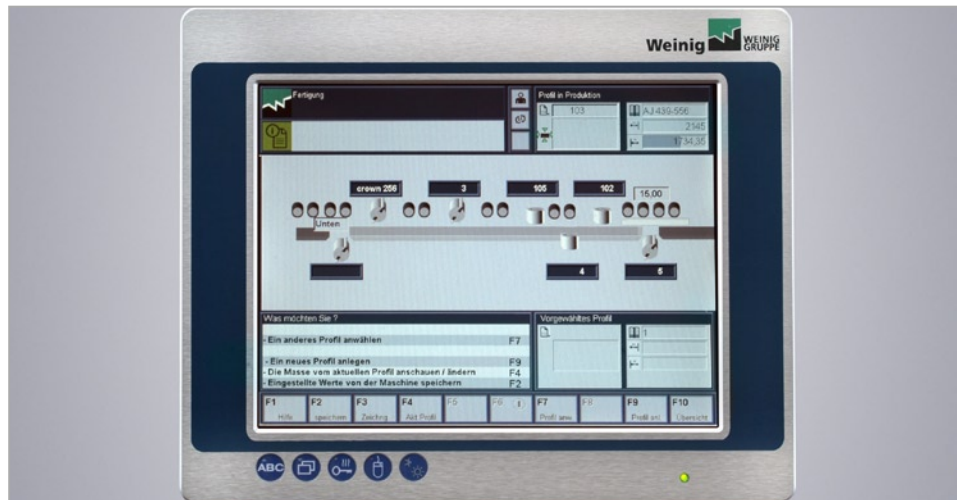 Weinig WEINIG GRUPPE
Fertigung
Profil in Produktion
103
AJ-439-556
2145
1734,35
crown 256
3
105
102
15,00
Unten
4
5
Was möchten Sie ?
- Ein anderes Profil anwählen F7
- Ein neues Profil anlegen F9
- Die Masse vom aktuellen Profil anschauen / ändern F4
- Eingestellte Werte von der Maschine speichern F2
Vorgewähltes Profil
1
F1 F2 F3 F4 F5 F6 F7 F8 F9 F10
Hilfe speichern Zeichng Akt Profil Profil anw. Profil anl. Übersicht
ABC